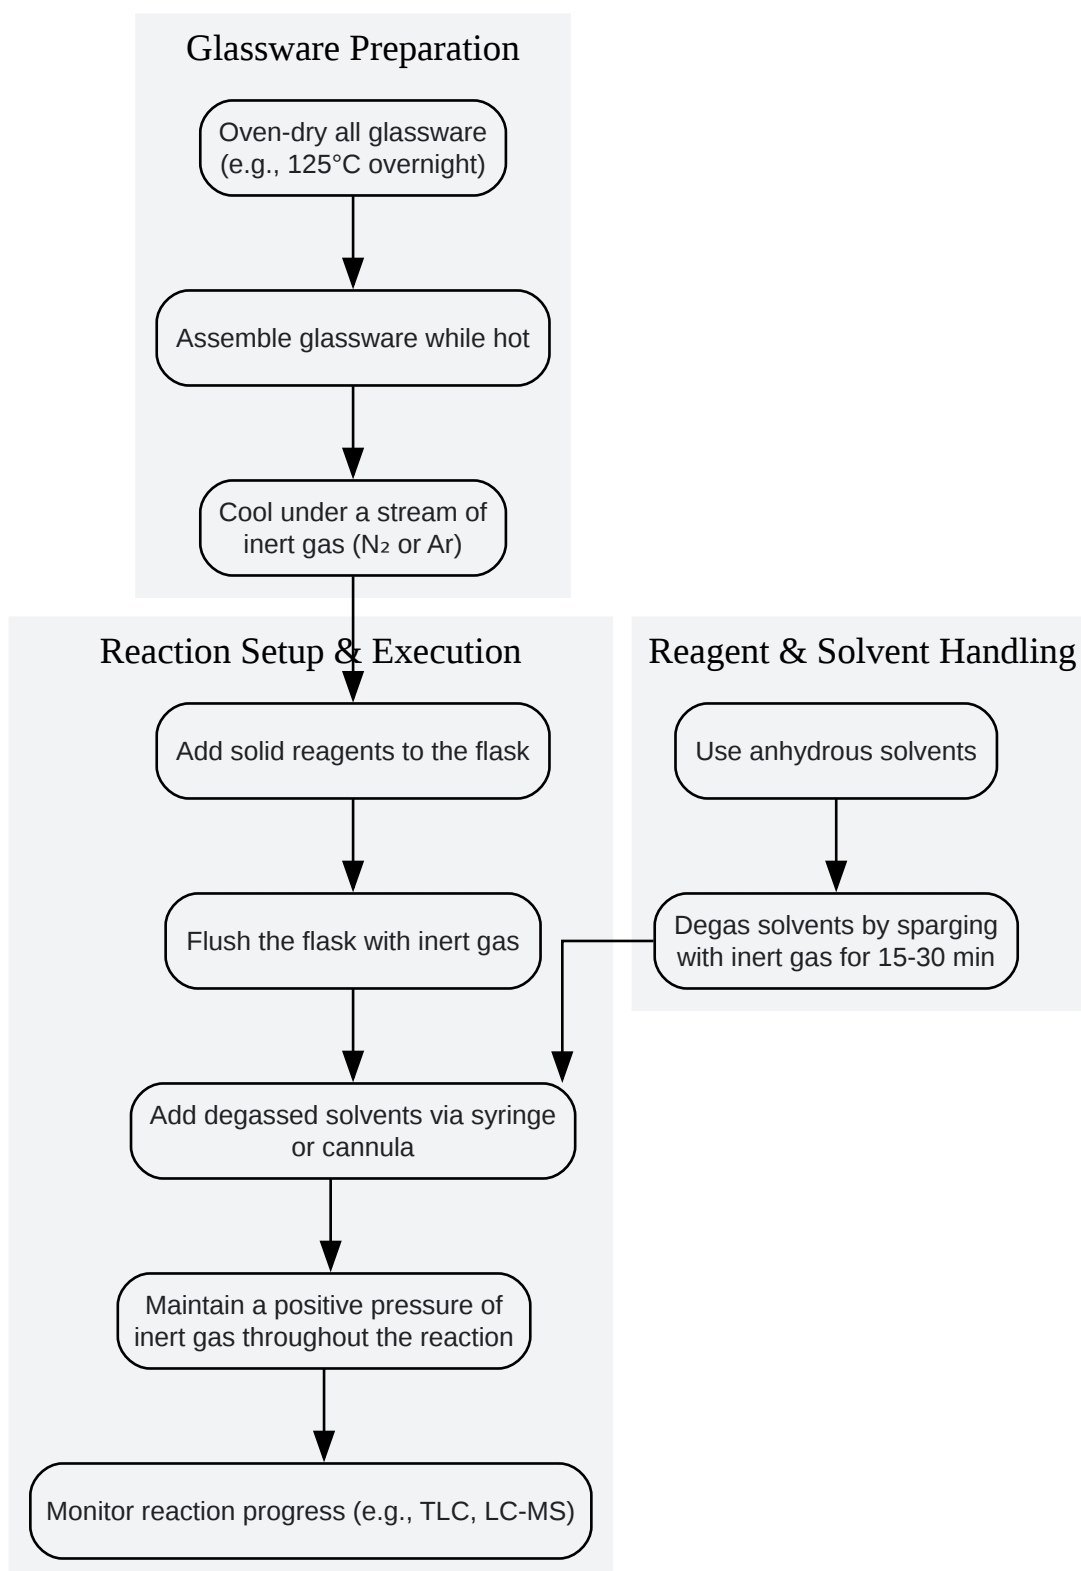 Glassware Preparation
Oven-dry all glassware
(e.g., 125°C overnight)
Assemble glassware while hot
Cool under a stream of
inert gas (N₂ or Ar)
Reaction Setup & Execution
Add solid reagents to the flask
Flush the flask with inert gas
Reagent & Solvent Handling
Use anhydrous solvents
Degas solvents by sparging
with inert gas for 15-30 min
Add degassed solvents via syringe
or cannula
Maintain a positive pressure of
inert gas throughout the reaction
Monitor reaction progress (e.g., TLC, LC-MS)